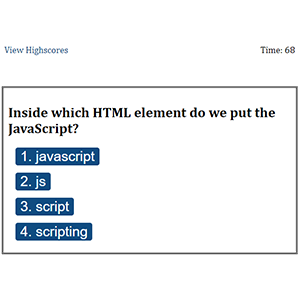 View Highscores
Time: 68
Inside which HTML element do we put the
JavaScript?
1. javascript
2. js
3. script
4. scripting